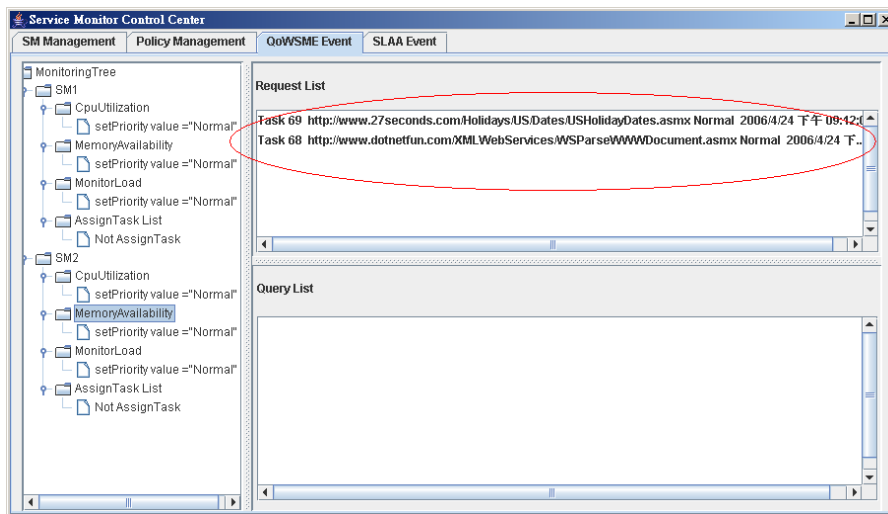 Service Monitor Control Center
SM Management Policy Management QoWSME Event SLAA Event
MonitoringTree
SM1
CpuUtilization
setPriority value ="Normal"
MemoryAvailability
setPriority value ="Normal"
MonitorLoad
setPriority value ="Normal"
AssignTask List
Not AssignTask
SM2
CpuUtilization
setPriority value ="Normal"
MemoryAvailability
setPriority value ="Normal"
MonitorLoad
setPriority value ="Normal"
AssignTask List
Not AssignTask
Request List
Task 69 http://www.27seconds.com/Holidays/US/Dates/USHolidayDates.asmx Normal 2006/4/24 下午 09:42:
Task 68 http://www.dotnetfun.com/XMLWebServices/WSParseWWWDocument.asmx Normal 2006/4/24 下...
Query List